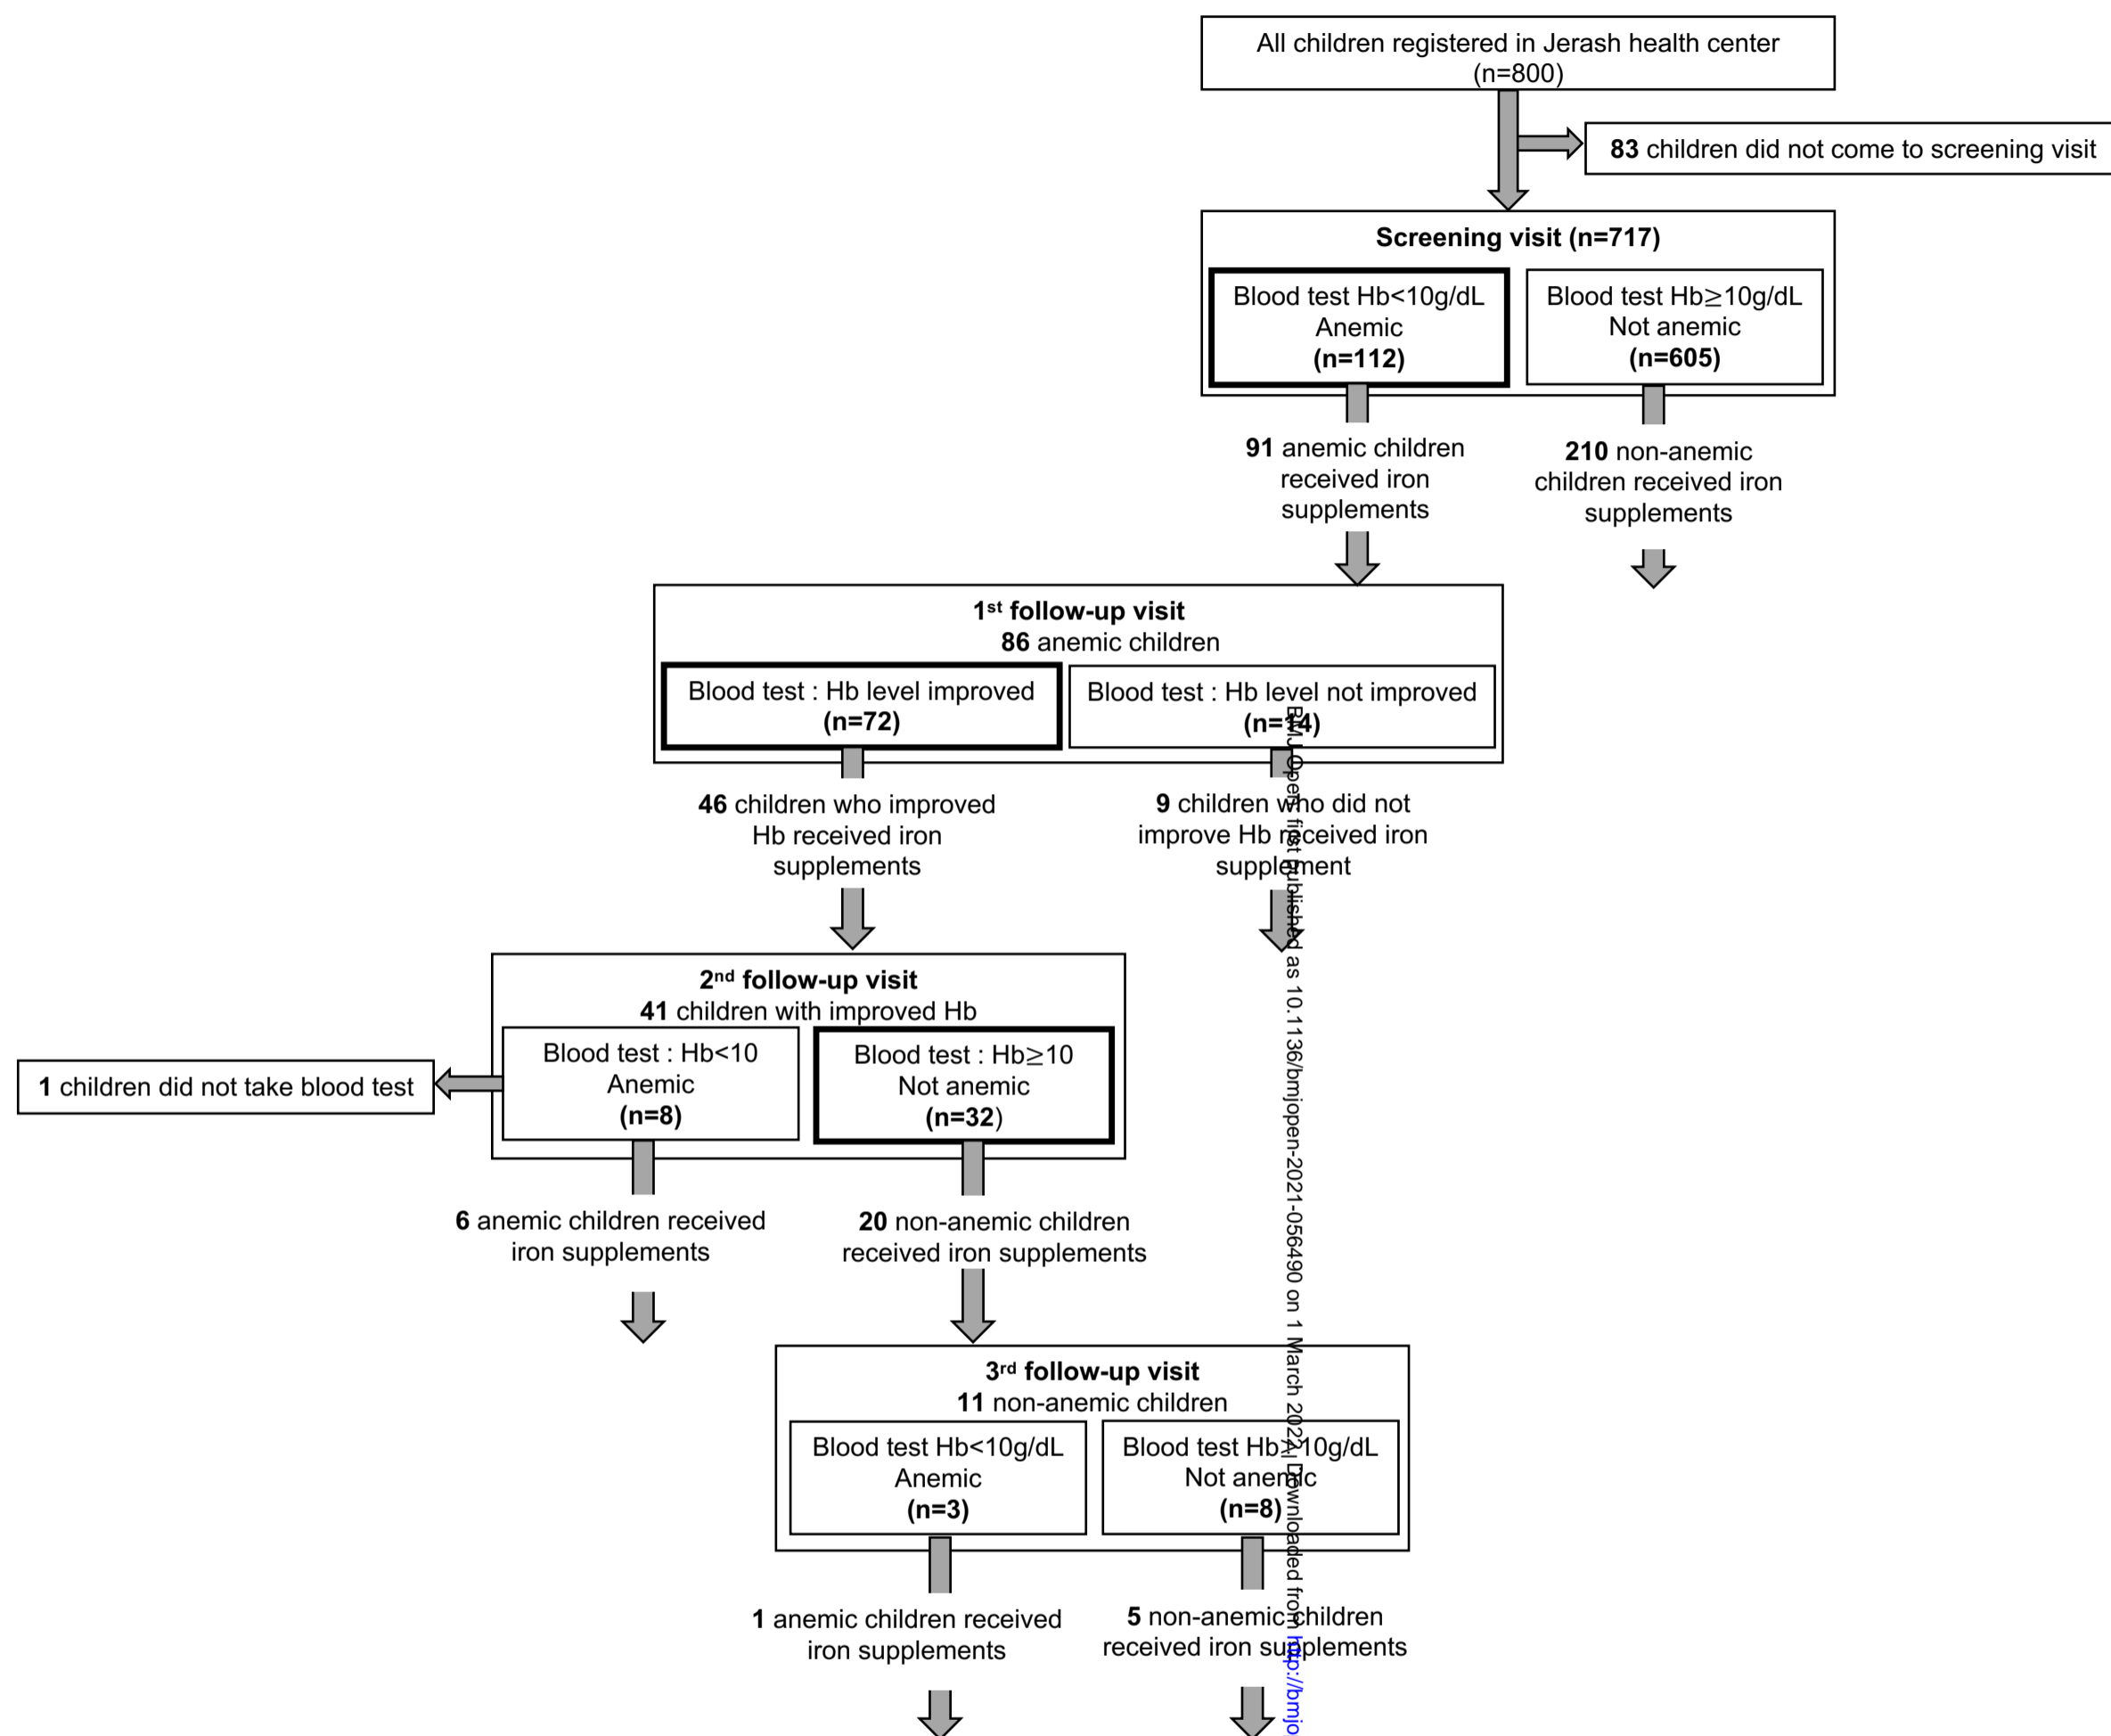 All children registered in Jerash health center
(n=800)
83 children did not come to screening visit
Screening visit (n=717)
Blood test Hb<10g/dL
Anemic
(n=112)
Blood test Hb≥10g/dL
Not anemic
(n=605)
91 anemic children
received iron
supplements
210 non-anemic
children received iron
supplements
1st follow-up visit
86 anemic children
Blood test : Hb level improved
(n=72)
Blood test : Hb level not improved
(n=14)
46 children who improved
Hb received iron
supplements
9 children who did not
improve Hb received iron
supplement
2nd follow-up visit
41 children with improved Hb
Blood test : Hb<10
Anemic
(n=8)
Blood test : Hb≥10
Not anemic
(n=32)
1 children did not take blood test
6 anemic children received
iron supplements
20 non-anemic children
received iron supplements
3rd follow-up visit
11 non-anemic children
Blood test Hb<10g/dL
Anemic
(n=3)
Blood test Hb≥10g/dL
Not anemic
(n=8)
1 anemic children received
iron supplements
5 non-anemic children
received iron supplements
BMJ Open: first published as 10.1136/bmjopen-2021-056490 on 1 March 2022. Downloaded from http://bmjo